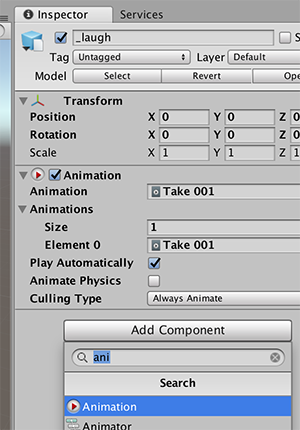 Inspector Services
_laugh S
Tag Untagged Layer Default
Model Select Revert Ope
Transform
Position X 0 Y 0 Z 0
Rotation X 0 Y 0 Z 0
Scale X 1 Y 1 Z 1
Animation
Animation Take 001
Animations
Size 1
Element 0 Take 001
Play Automatically
Animate Physics
Culling Type Always Animate
Add Component
ani
Search
Animation
Animator